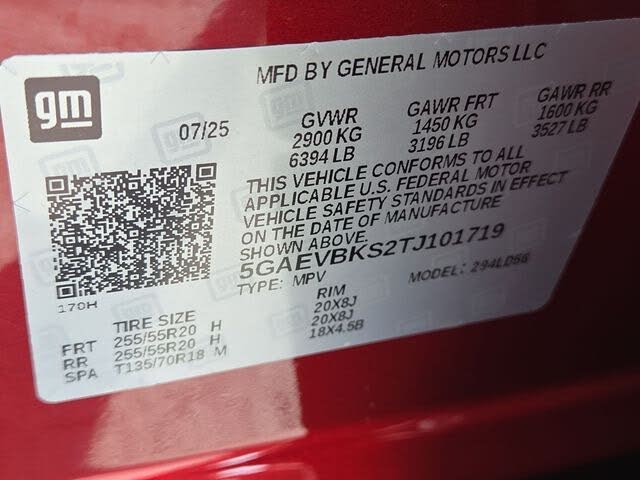 gm
MFD BY GENERAL MOTORS LLC
07/25
GVWR GAWR FRT GAWR RR
2900 KG 1450 KG 1600 KG
6394 LB 3196 LB 3527 LB
THIS VEHICLE CONFORMS TO ALL
APPLICABLE U.S. FEDERAL MOTOR
VEHICLE SAFETY STANDARDS IN EFFECT
ON THE DATE OF MANUFACTURE
SHOWN ABOVE.
5GAEVBKS2TJ101719
TYPE: MPV MODEL:
170H
TIRE SIZE RIM
FRT 255/55R20 H 20X8J
RR 255/55R20 H 20X8J
SPA T135/70R18 M 18X4.5B